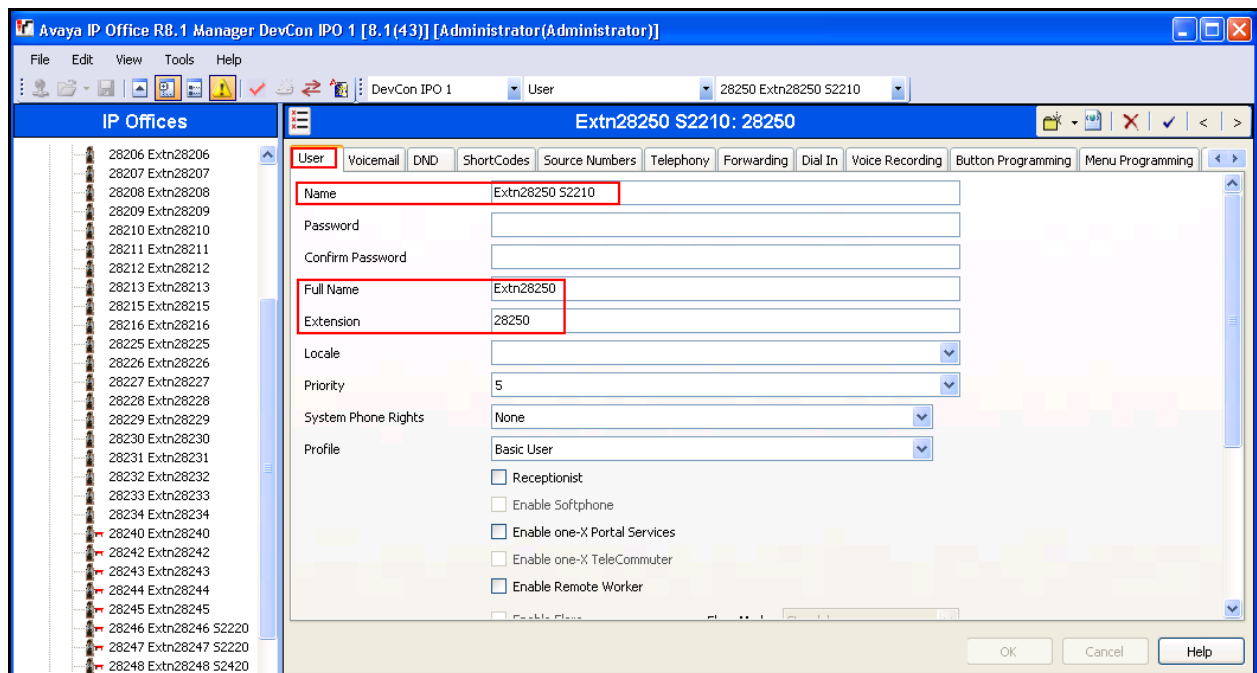 Avaya IP Office R8.1 Manager DevCon IPO 1 [8.1(43)] [Administrator(Administrator)]
File Edit View Tools Help
DevCon IPO 1 User 28250 Extn28250 S2210
IP Offices
Extn28250 S2210: 28250
28206 Extn28206
28207 Extn28207
28208 Extn28208
28209 Extn28209
28210 Extn28210
28211 Extn28211
28212 Extn28212
28213 Extn28213
28215 Extn28215
28216 Extn28216
28225 Extn28225
28226 Extn28226
28227 Extn28227
28228 Extn28228
28229 Extn28229
28230 Extn28230
28231 Extn28231
28232 Extn28232
28233 Extn28233
28234 Extn28234
28240 Extn28240
28242 Extn28242
28243 Extn28243
28244 Extn28244
28245 Extn28245
28246 Extn28246 S2220
28247 Extn28247 S2220
28248 Extn28248 S2420
User Voicemail DND ShortCodes Source Numbers Telephony Forwarding Dial In Voice Recording Button Programming Menu Programming
Name Extn28250 S2210
Password
Confirm Password
Full Name Extn28250
Extension 28250
Locale
Priority 5
System Phone Rights None
Profile Basic User
Receptionist
Enable Softphone
Enable one-X Portal Services
Enable one-X TeleCommuter
Enable Remote Worker
OK Cancel Help